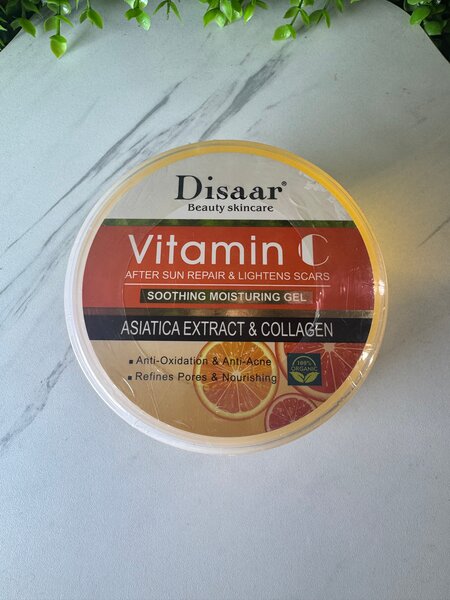 Disaar®
Beauty skincare
Vitamin C
AFTER SUN REPAIR & LIGHTENS SCARS
SOOTHING MOISTURING GEL
ASIATICA EXTRACT & COLLAGEN
▪ Anti-Oxidation & Anti-Acne
▪ Refines Pores & Nourishing
100%
ORGANIC